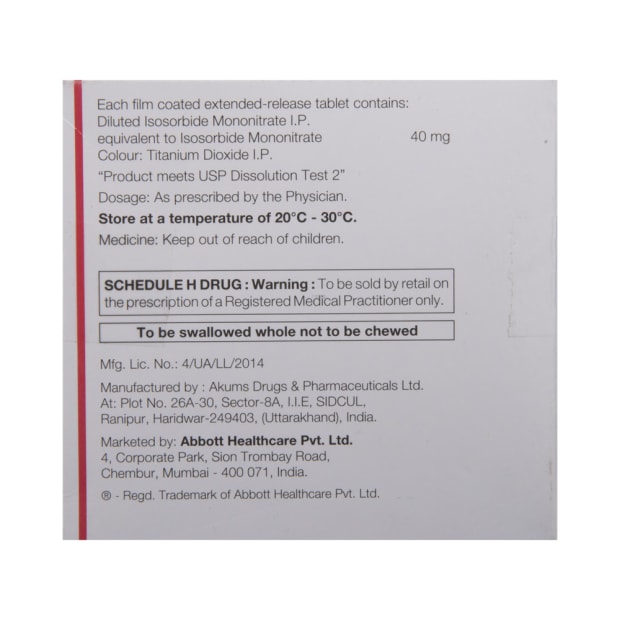 Each film coated extended-release tablet contains:
Diluted Isosorbide Mononitrate I.P.
equivalent to Isosorbide Mononitrate 40 mg
Colour: Titanium Dioxide I.P.
"Product meets USP Dissolution Test 2"
Dosage: As prescribed by the Physician.
Store at a temperature of 20°C - 30°C.
Medicine: Keep out of reach of children.
SCHEDULE H DRUG : Warning : To be sold by retail on
the prescription of a Registered Medical Practitioner only.
To be swallowed whole not to be chewed
Mfg. Lic. No.: 4/UA/LL/2014
Manufactured by : Akums Drugs & Pharmaceuticals Ltd.
At: Plot No. 26A-30, Sector-8A, I.I.E, SIDCUL,
Ranipur, Haridwar-249403, (Uttarakhand), India.
Marketed by: Abbott Healthcare Pvt. Ltd.
4, Corporate Park, Sion Trombay Road,
Chembur, Mumbai - 400 071, India.
® - Regd. Trademark of Abbott Healthcare Pvt. Ltd.